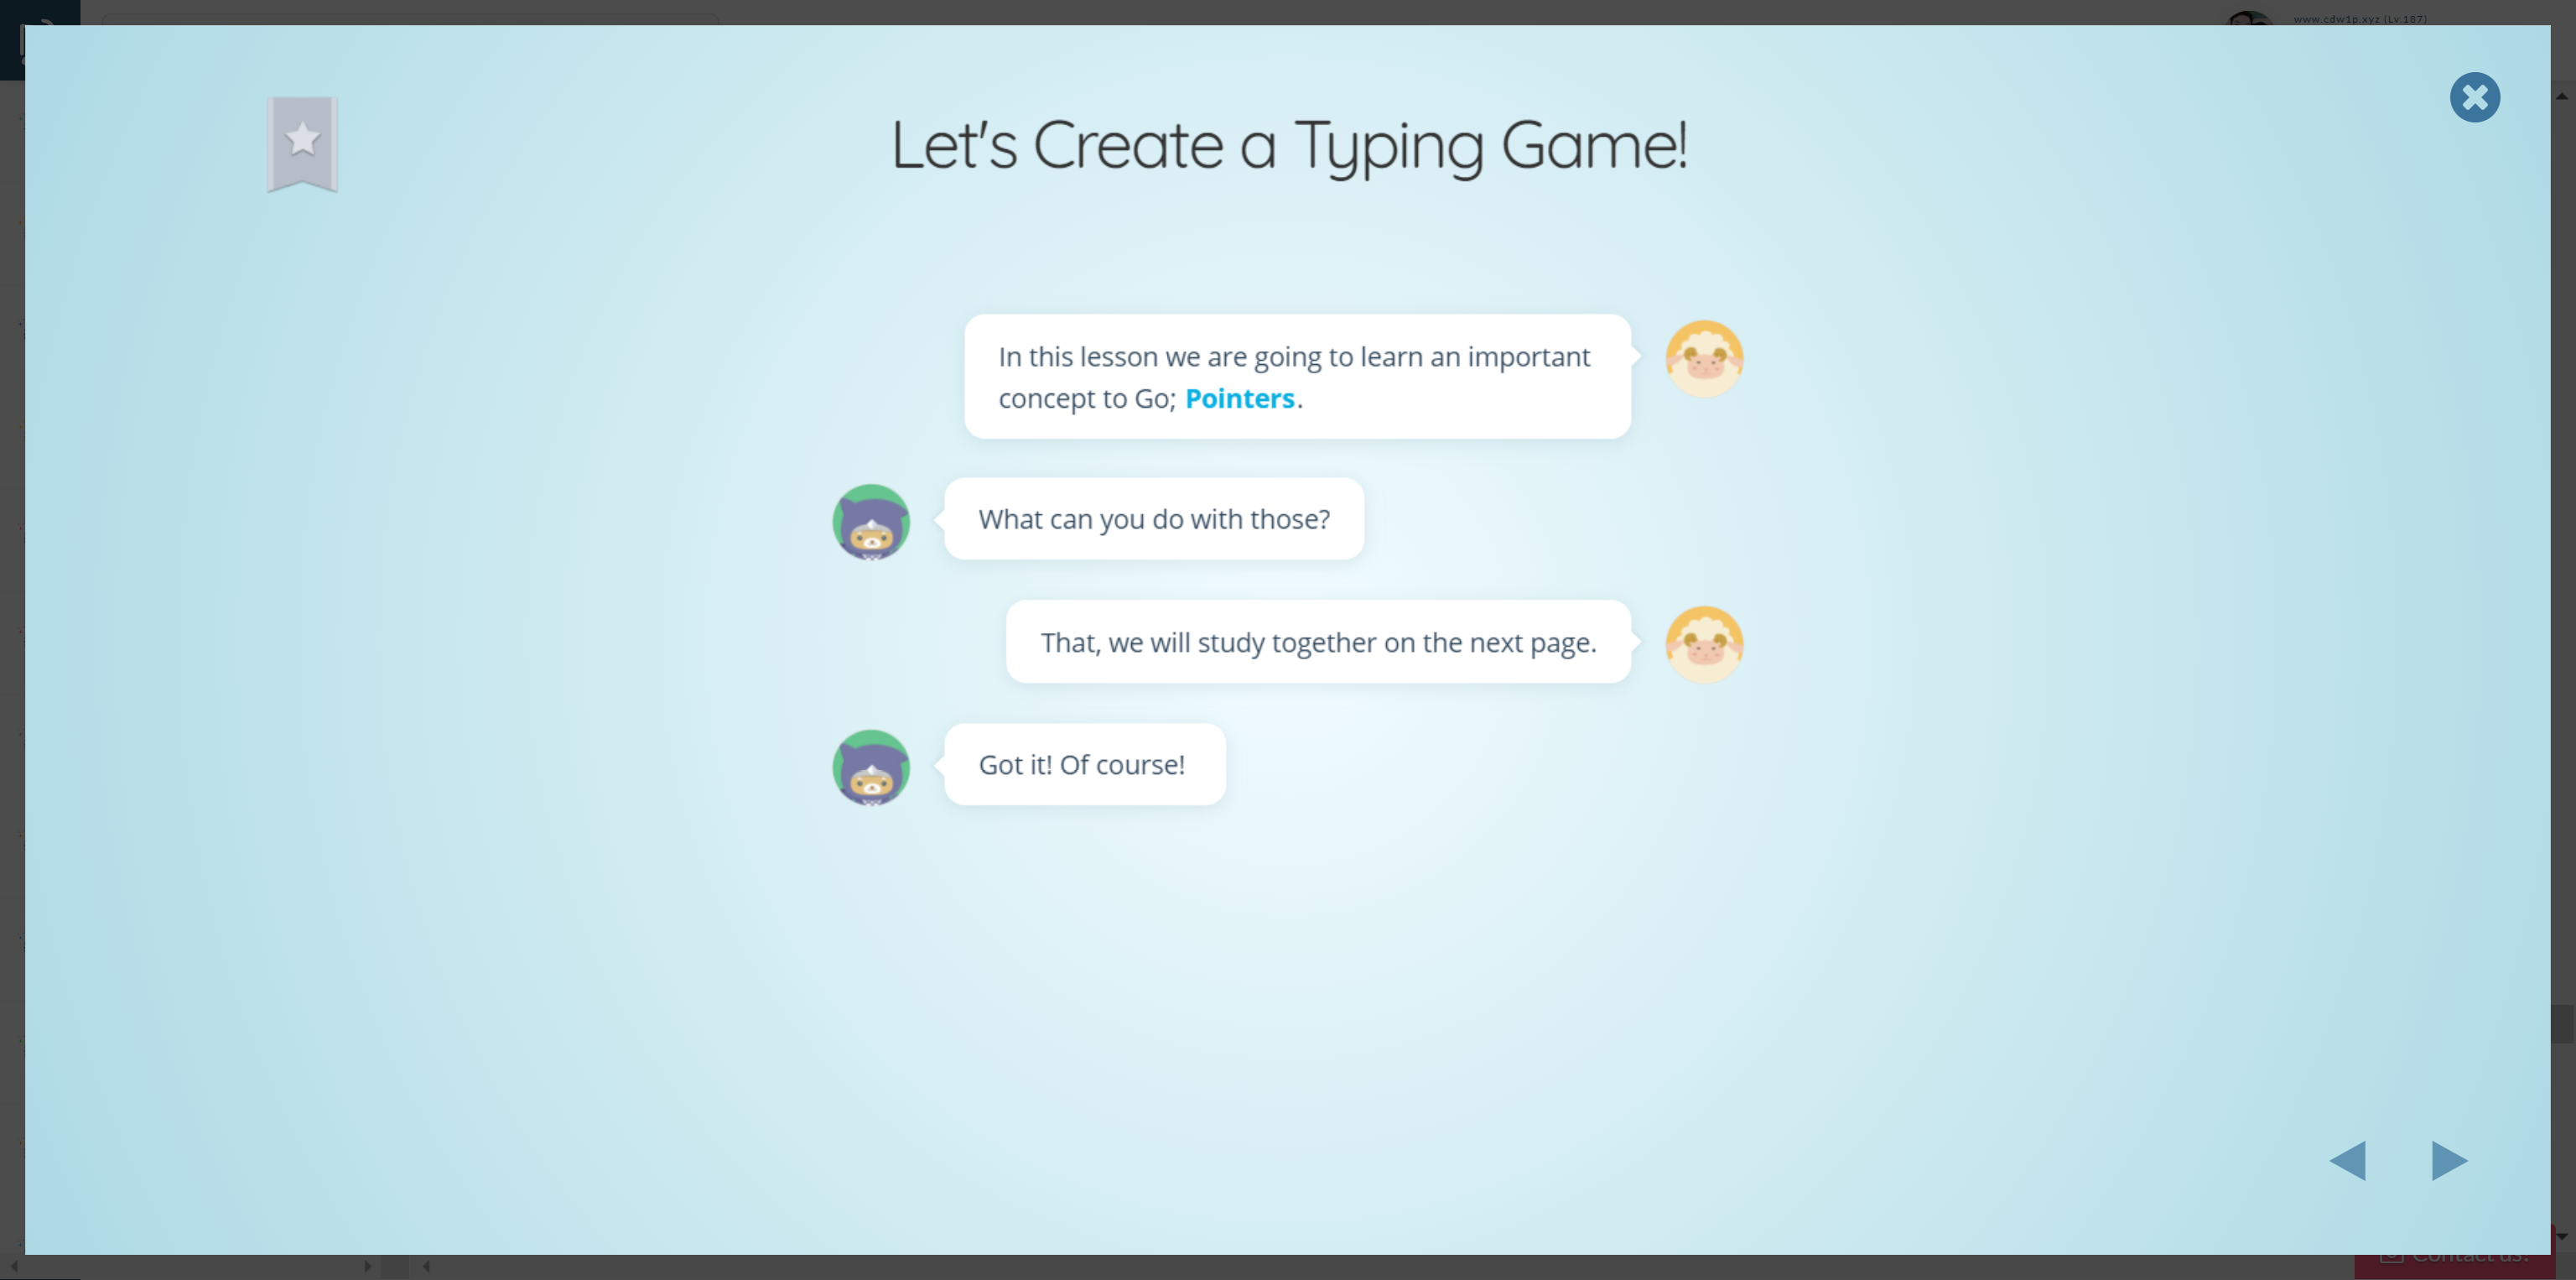 www.cdw1p.xyz (Lv.187)
Let's Create a Typing Game!
In this lesson we are going to learn an important
concept to Go; Pointers.
What can you do with those?
That, we will study together on the next page.
Got it! Of course!
Contact us!